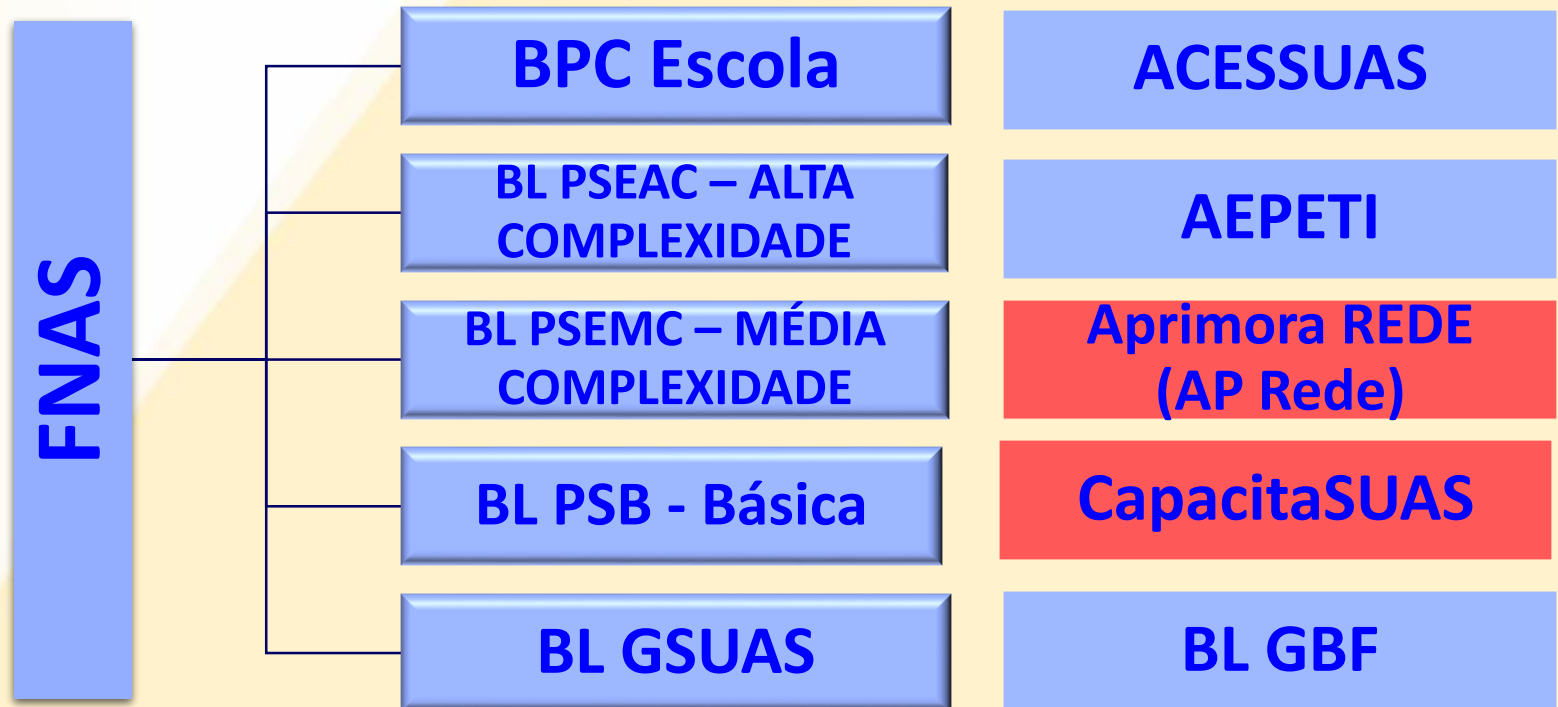 FNAS
BPC Escola
BL PSEAC – ALTA
COMPLEXIDADE
BL PSEMC – MÉDIA
COMPLEXIDADE
BL PSB - Básica
BL GSUAS
ACESSUAS
AEPETI
Aprimora REDE
(AP Rede)
CapacitaSUAS
BL GBF